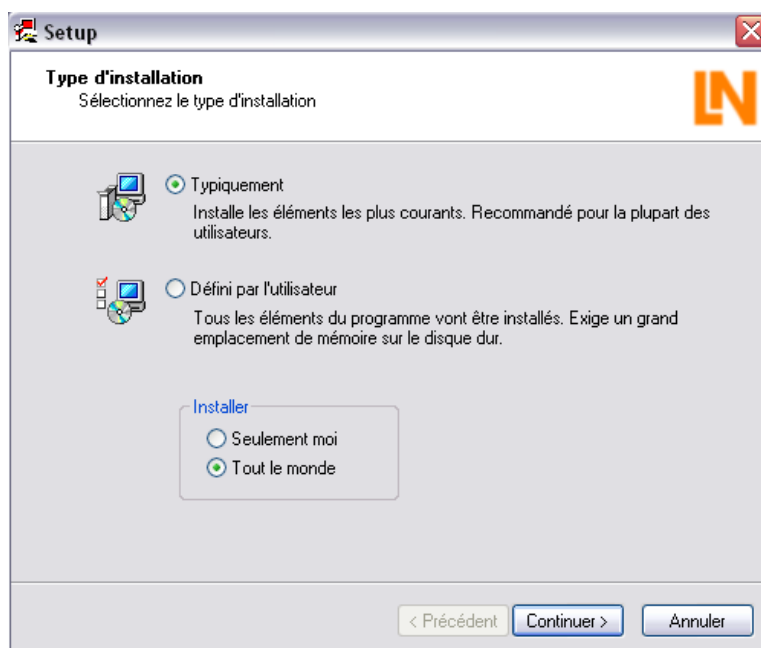 Setup
Type d'installation
Sélectionnez le type d'installation
LN
Typiquement
Installe les éléments les plus courants. Recommandé pour la plupart des
utilisateurs.
Défini par l'utilisateur
Tous les éléments du programme vont être installés. Exige un grand
emplacement de mémoire sur le disque dur.
Installer
Seulement moi
Tout le monde
< Précédent Continuer > Annuler